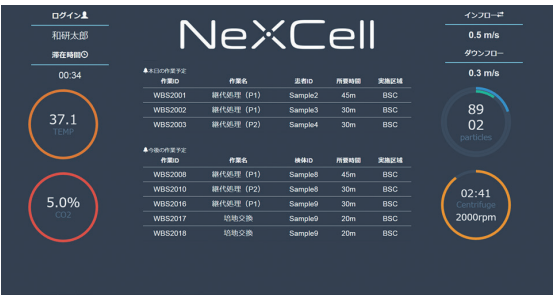 ログイン
和研太郎
滞在時間
00:34
37.1
TEMP
5.0%
CO2
NeXCell
本日の作業予定
作業ID 作業名 患者ID 所要時間 実施区域
WBS2001 継代処理（P1） Sample2 45m BSC
WBS2002 継代処理（P1） Sample3 30m BSC
WBS2003 継代処理（P2） Sample4 30m BSC
今後の作業予定
作業ID 作業名 検体ID 所要時間 実施区域
WBS2008 継代処理（P1） Sample8 45m BSC
WBS2010 継代処理（P2） Sample8 30m BSC
WBS2016 継代処理（P1） Sample9 30m BSC
WBS2017 培地交換 Sample9 20m BSC
WBS2018 培地交換 Sample9 20m BSC
インフロー
0.5 m/s
ダウンフロー
0.3 m/s
89
02
particles
02:41
Centrifuge
2000rpm